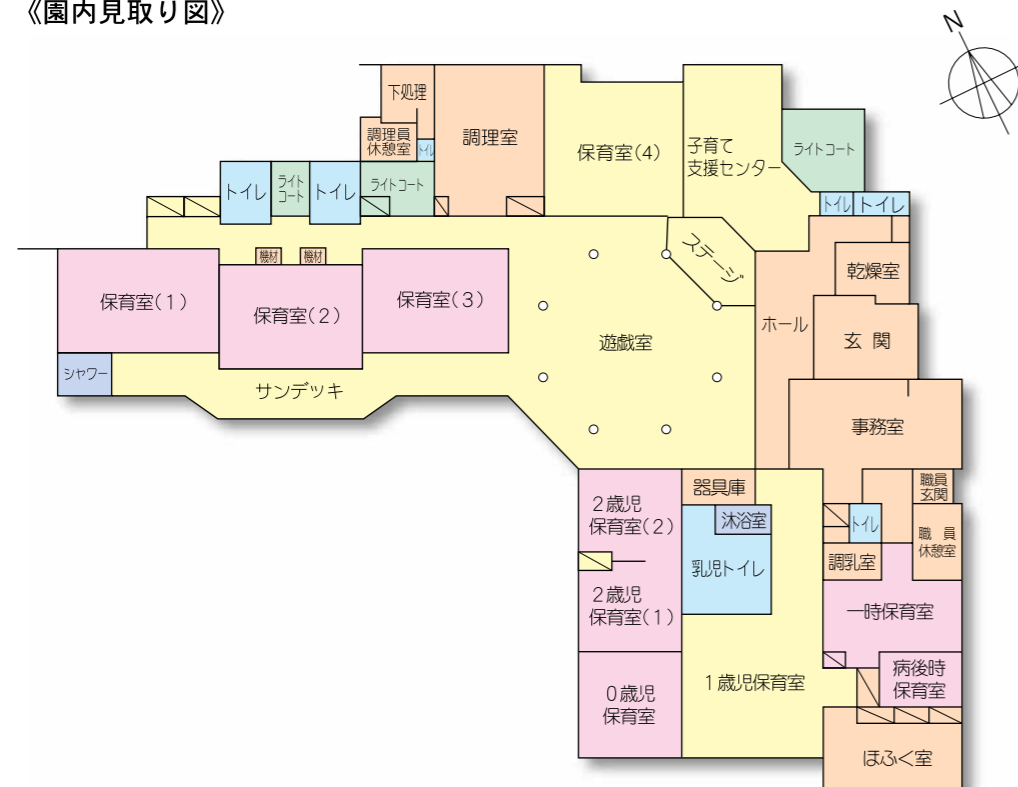 《園内見取り図》
N
下処理
調理員
休憩室
トイレ
調理室
保育室(4)
子育て
支援センター
ライトコート
トイレ
ライト
コート
トイレ
ライトコート
トイレ
トイレ
ステージ
機材
機材
乾燥室
保育室(1)
保育室(2)
保育室(3)
遊戯室
ホール
玄 関
シャワー
サンデッキ
事務室
器具庫
職員
玄関
2歳児
保育室(2)
沐浴室
トイレ
職 員
休憩室
乳児トイレ
調乳室
2歳児
保育室(1)
一時保育室
0歳児
保育室
1歳児保育室
病後時
保育室
ほふく室